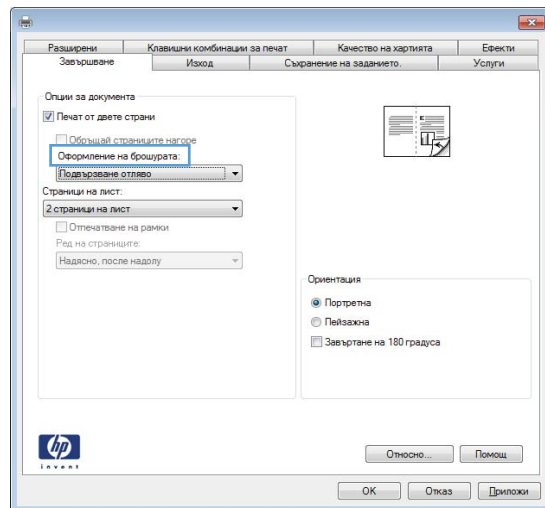 Разширени
Клавишни комбинации за печат
Качество на хартията
Ефекти
Завършване
Изход
Съхранение на заданието.
Услуги
Опции за документа
Печат от двете страни
Обръщай страниците нагоре
Оформление на брошурата:
Подвързване отляво
Страници на лист:
2 страници на лист
Отпечатване на рамки
Ред на страниците:
Надясно, после надолу
Ориентация
Портретна
Пейзажна
Завъртане на 180 градуса
hp
invent
Относно...
Помощ
OK
Отказ
Приложи